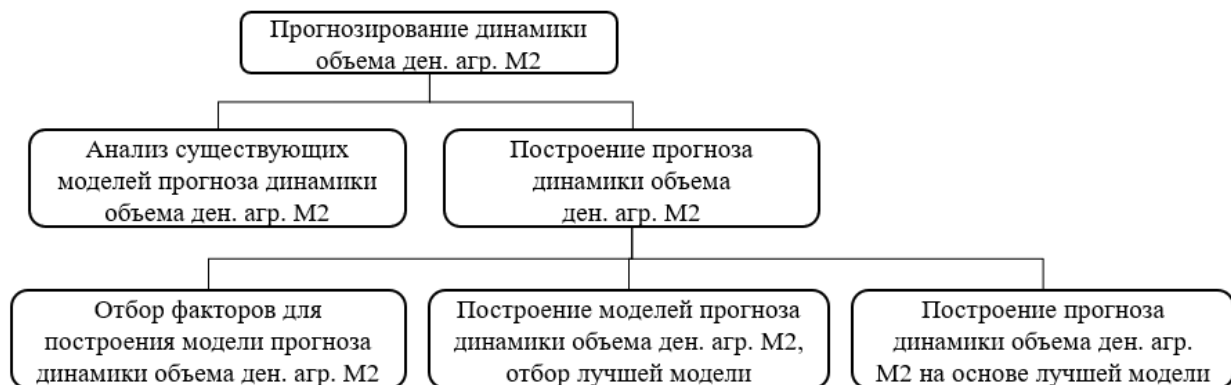 Прогнозирование динамики
объема ден. агр. М2
Анализ существующих
моделей прогноза динамики
объема ден. агр. М2
Построение прогноза
динамики объема
ден. агр. М2
Отбор факторов для
построения модели прогноза
динамики объема ден. агр. М2
Построение моделей прогноза
динамики объема ден. агр. М2,
отбор лучшей модели
Построение прогноза
динамики объема ден. агр.
М2 на основе лучшей модели